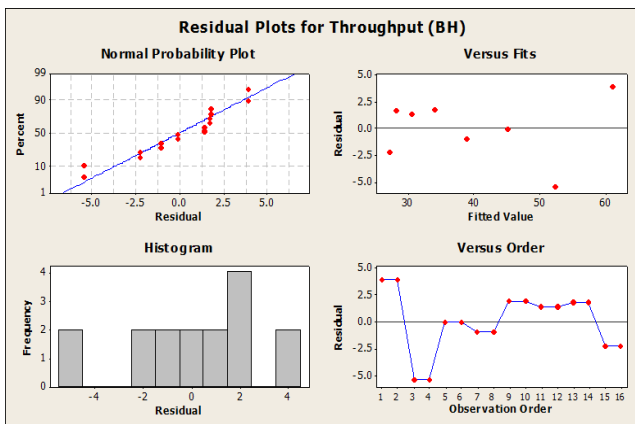 Residual Plots for Throughput (BH)
Normal Probability Plot
Percent
99
90
50
10
1
-5.0 -2.5 0.0 2.5 5.0
Residual
Versus Fits
Residual
5.0
2.5
0.0
-2.5
-5.0
30 40 50 60
Fitted Value
Histogram
Frequency
4
3
2
1
0
-4 -2 0 2 4
Residual
Versus Order
Residual
5.0
2.5
0.0
-2.5
-5.0
1 2 3 4 5 6 7 8 9 10 11 12 13 14 15 16
Observation Order